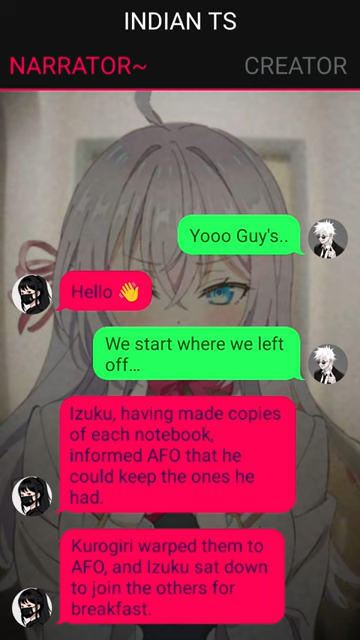 INDIAN TS
NARRATOR~ CREATOR
Yooo Guy's..
Hello 👋
We start where we left
off...
Izuku, having made copies
of each notebook,
informed AFO that he
could keep the ones he
had.
Kurogiri warped them to
AFO, and Izuku sat down
to join the others for
breakfast.